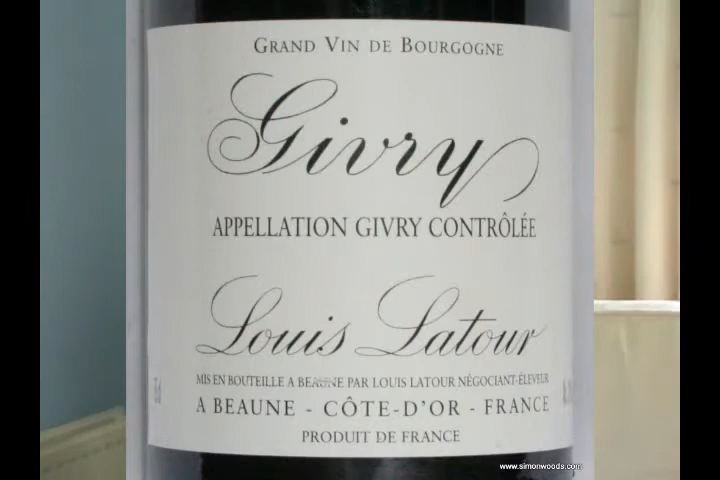 GRAND VIN DE BOURGOGNE
Givry
APPELLATION GIVRY CONTRÔLÉE
Louis Latour
MIS EN BOUTEILLE A BEAUNE PAR LOUIS LATOUR NÉGOCIANT-ÉLEVEUR
A BEAUNE - CÔTE-D'OR - FRANCE
PRODUIT DE FRANCE
www.simonwoods.com